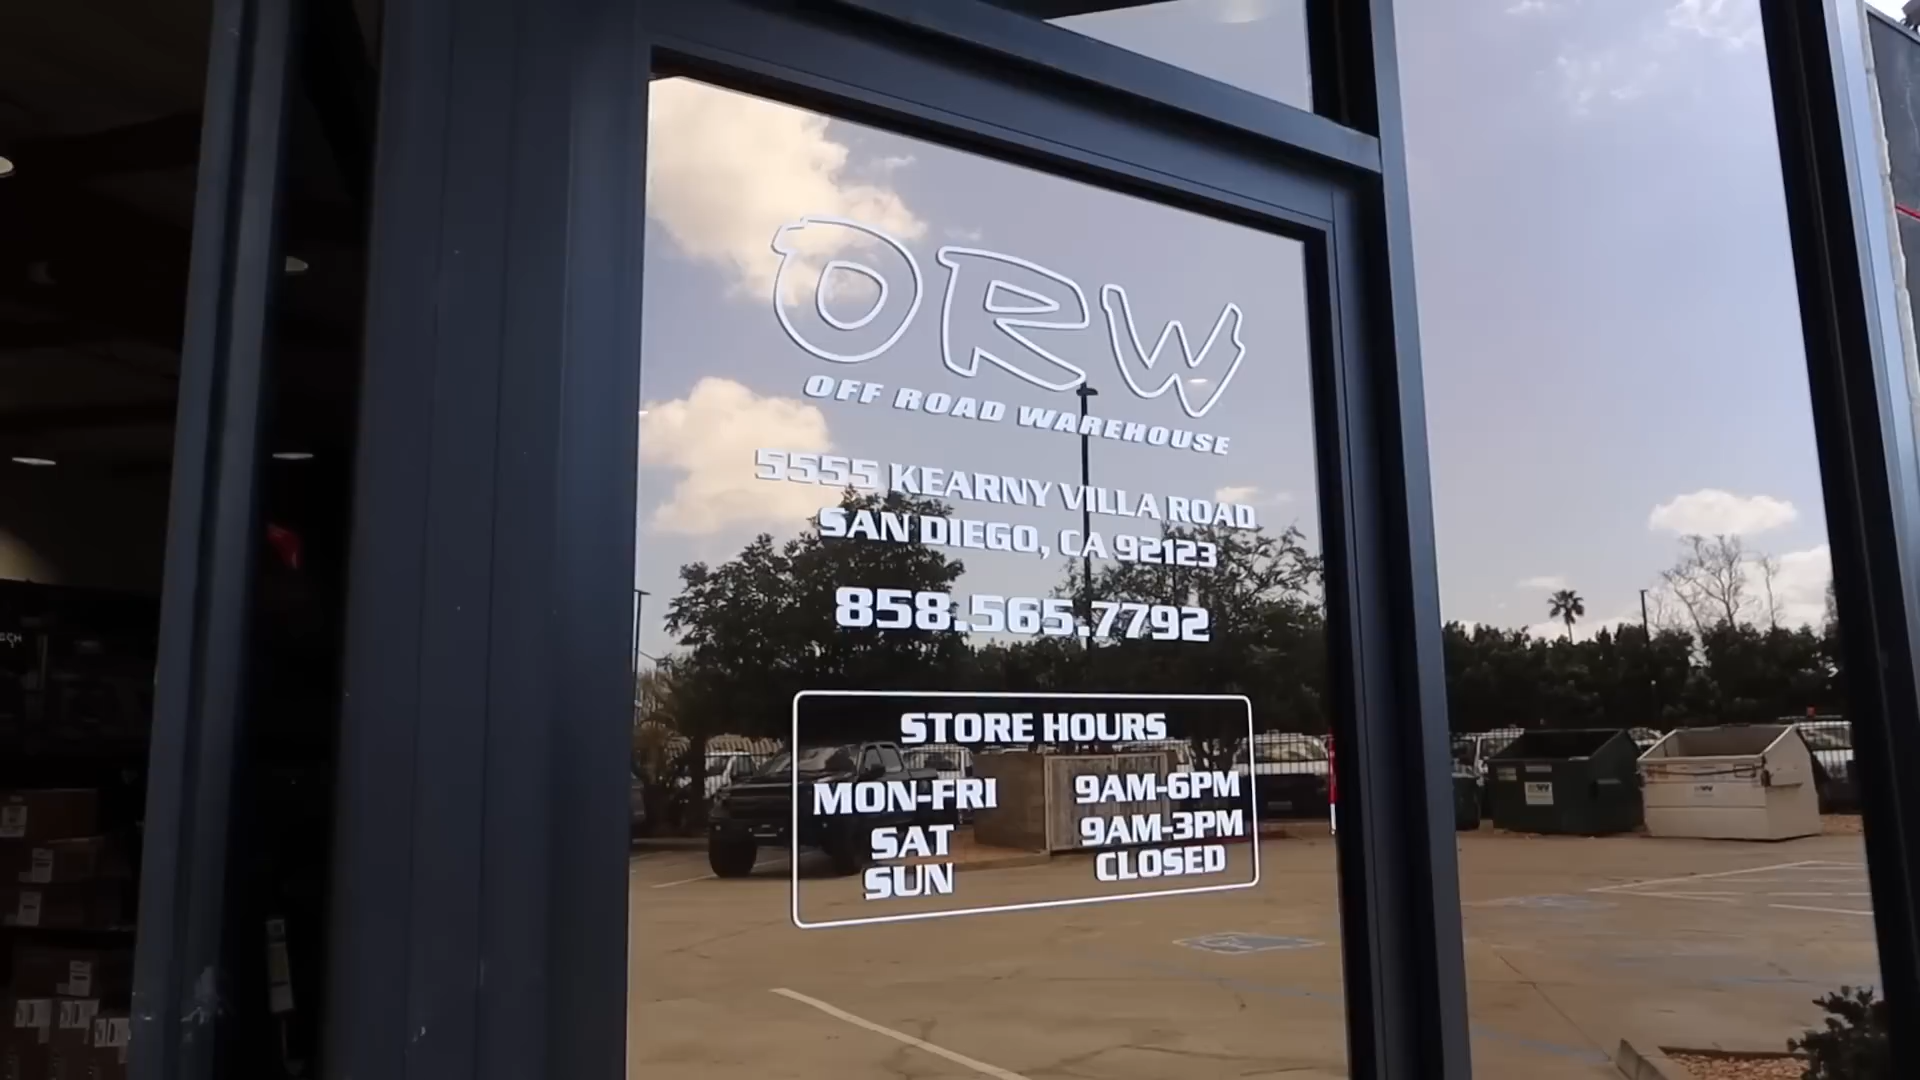 ORW
OFF ROAD WAREHOUSE
5555 KEARNY VILLA ROAD
SAN DIEGO, CA 92123
858.565.7792
STORE HOURS
MON-FRI 9AM-6PM
SAT 9AM-3PM
SUN CLOSED